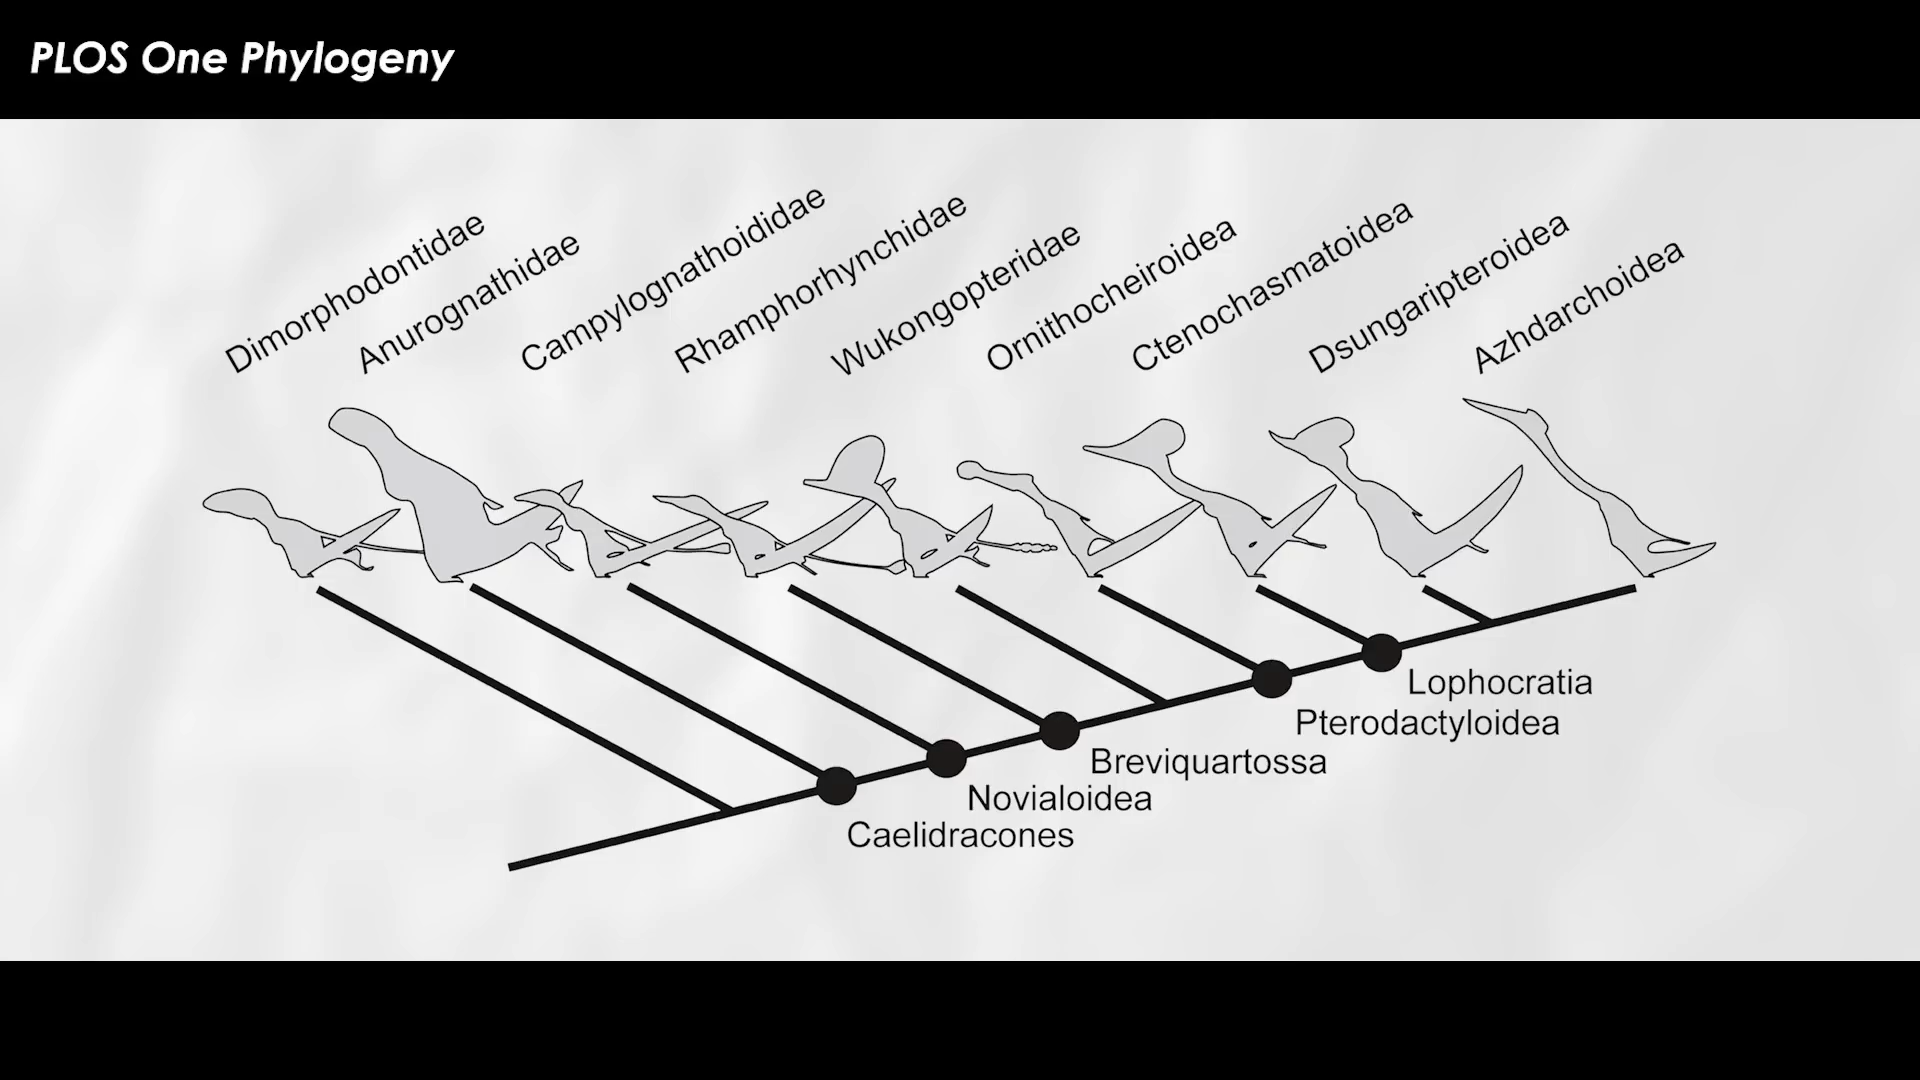 PLOS One Phylogeny
Dimorphodontidae
Anurognathidae
Campylognathoididae
Rhamphorhynchidae
Wukongopteridae
Ornithocheiroidea
Ctenochasmatoidea
Dsungaripteroidea
Azhdarchoidea
Lophocratia
Pterodactyloidea
Breviquartossa
Novialoidea
Caelidracones